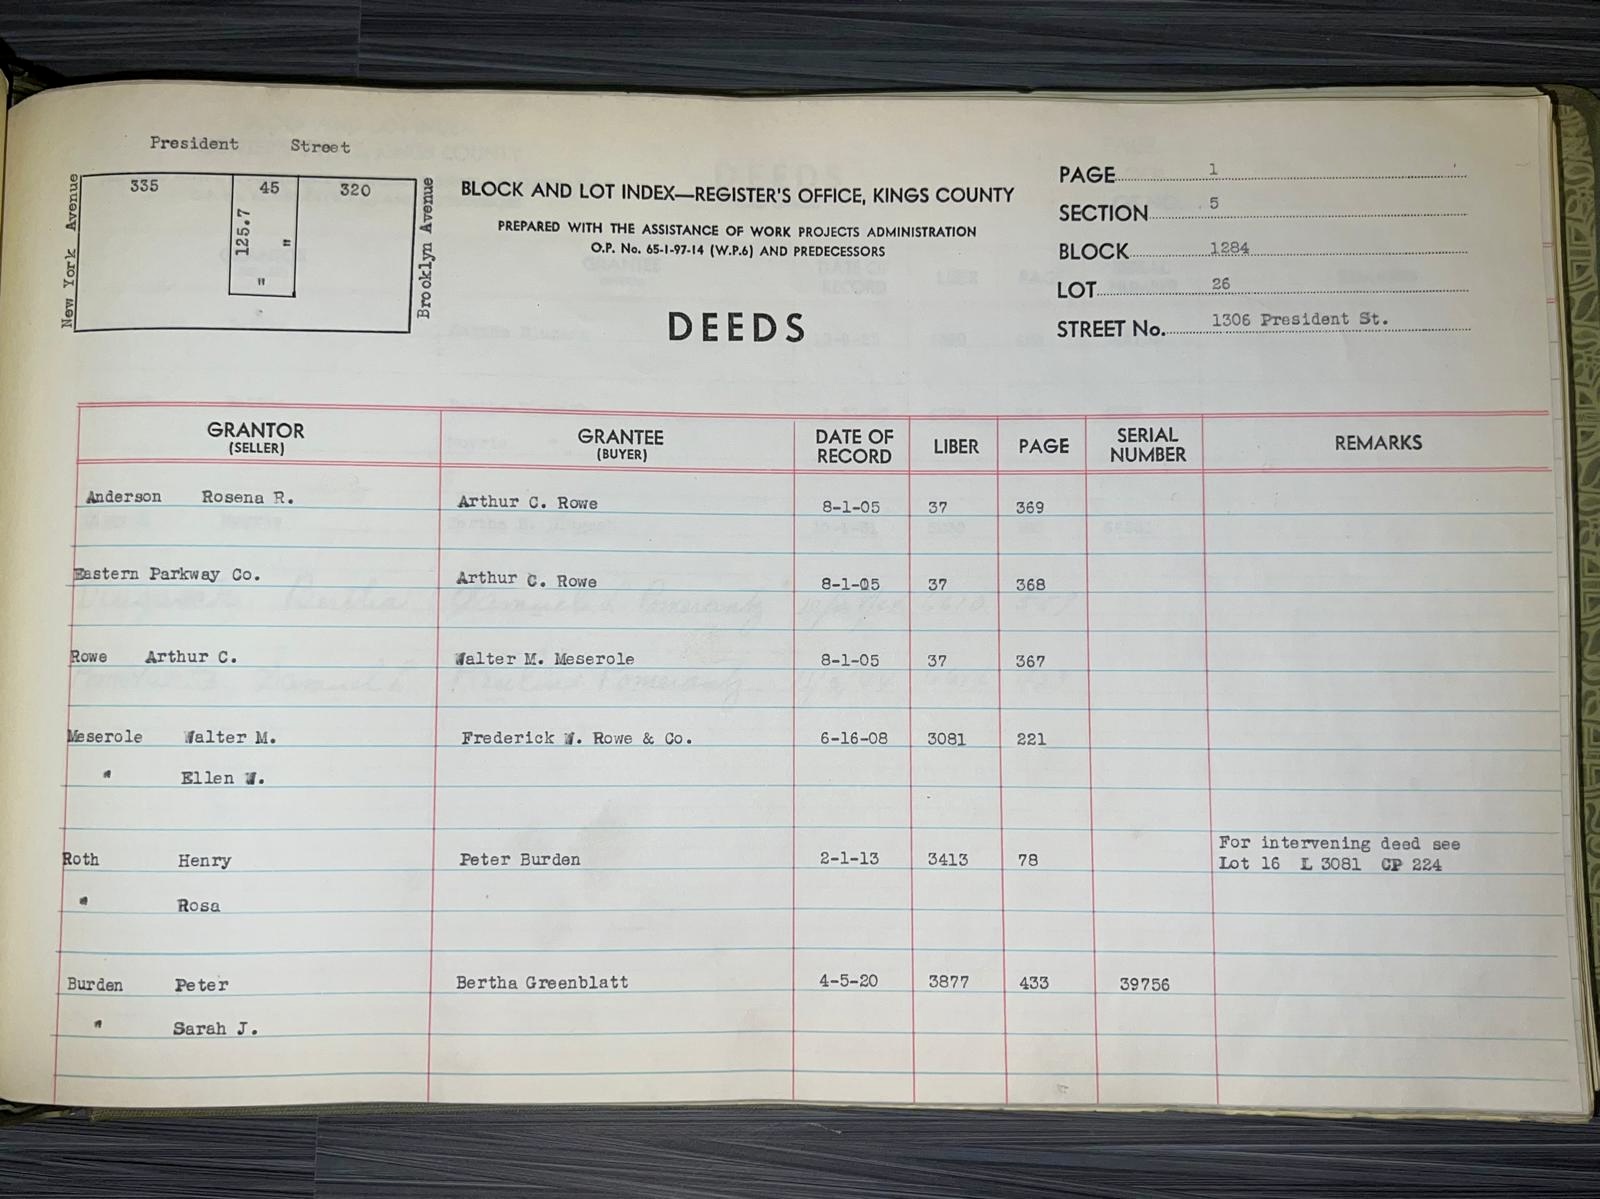 President Street
New York Avenue
335 45 320
125.7 "
"
Brooklyn Avenue
BLOCK AND LOT INDEX—REGISTER'S OFFICE, KINGS COUNTY
PREPARED WITH THE ASSISTANCE OF WORK PROJECTS ADMINISTRATION
O.P. No. 65-1-97-14 (W.P.6) AND PREDECESSORS
DEEDS
PAGE 1
SECTION 5
BLOCK 1284
LOT 26
STREET No. 1306 President St.
GRANTOR (SELLER) GRANTEE (BUYER) DATE OF RECORD LIBER PAGE SERIAL NUMBER REMARKS
Anderson Rosena R. Arthur C. Rowe 8-1-05 37 369
Eastern Parkway Co. Arthur C. Rowe 8-1-05 37 368
Rowe Arthur C. Walter M. Meserole 8-1-05 37 367
Meserole Walter M. Frederick W. Rowe & Co. 6-16-08 3081 221
" Ellen W.
For intervening deed see
Roth Henry Peter Burden 2-1-13 3413 78 Lot 16 L 3081 CP 224
" Rosa
Burden Peter Bertha Greenblatt 4-5-20 3877 433 39756
" Sarah J.